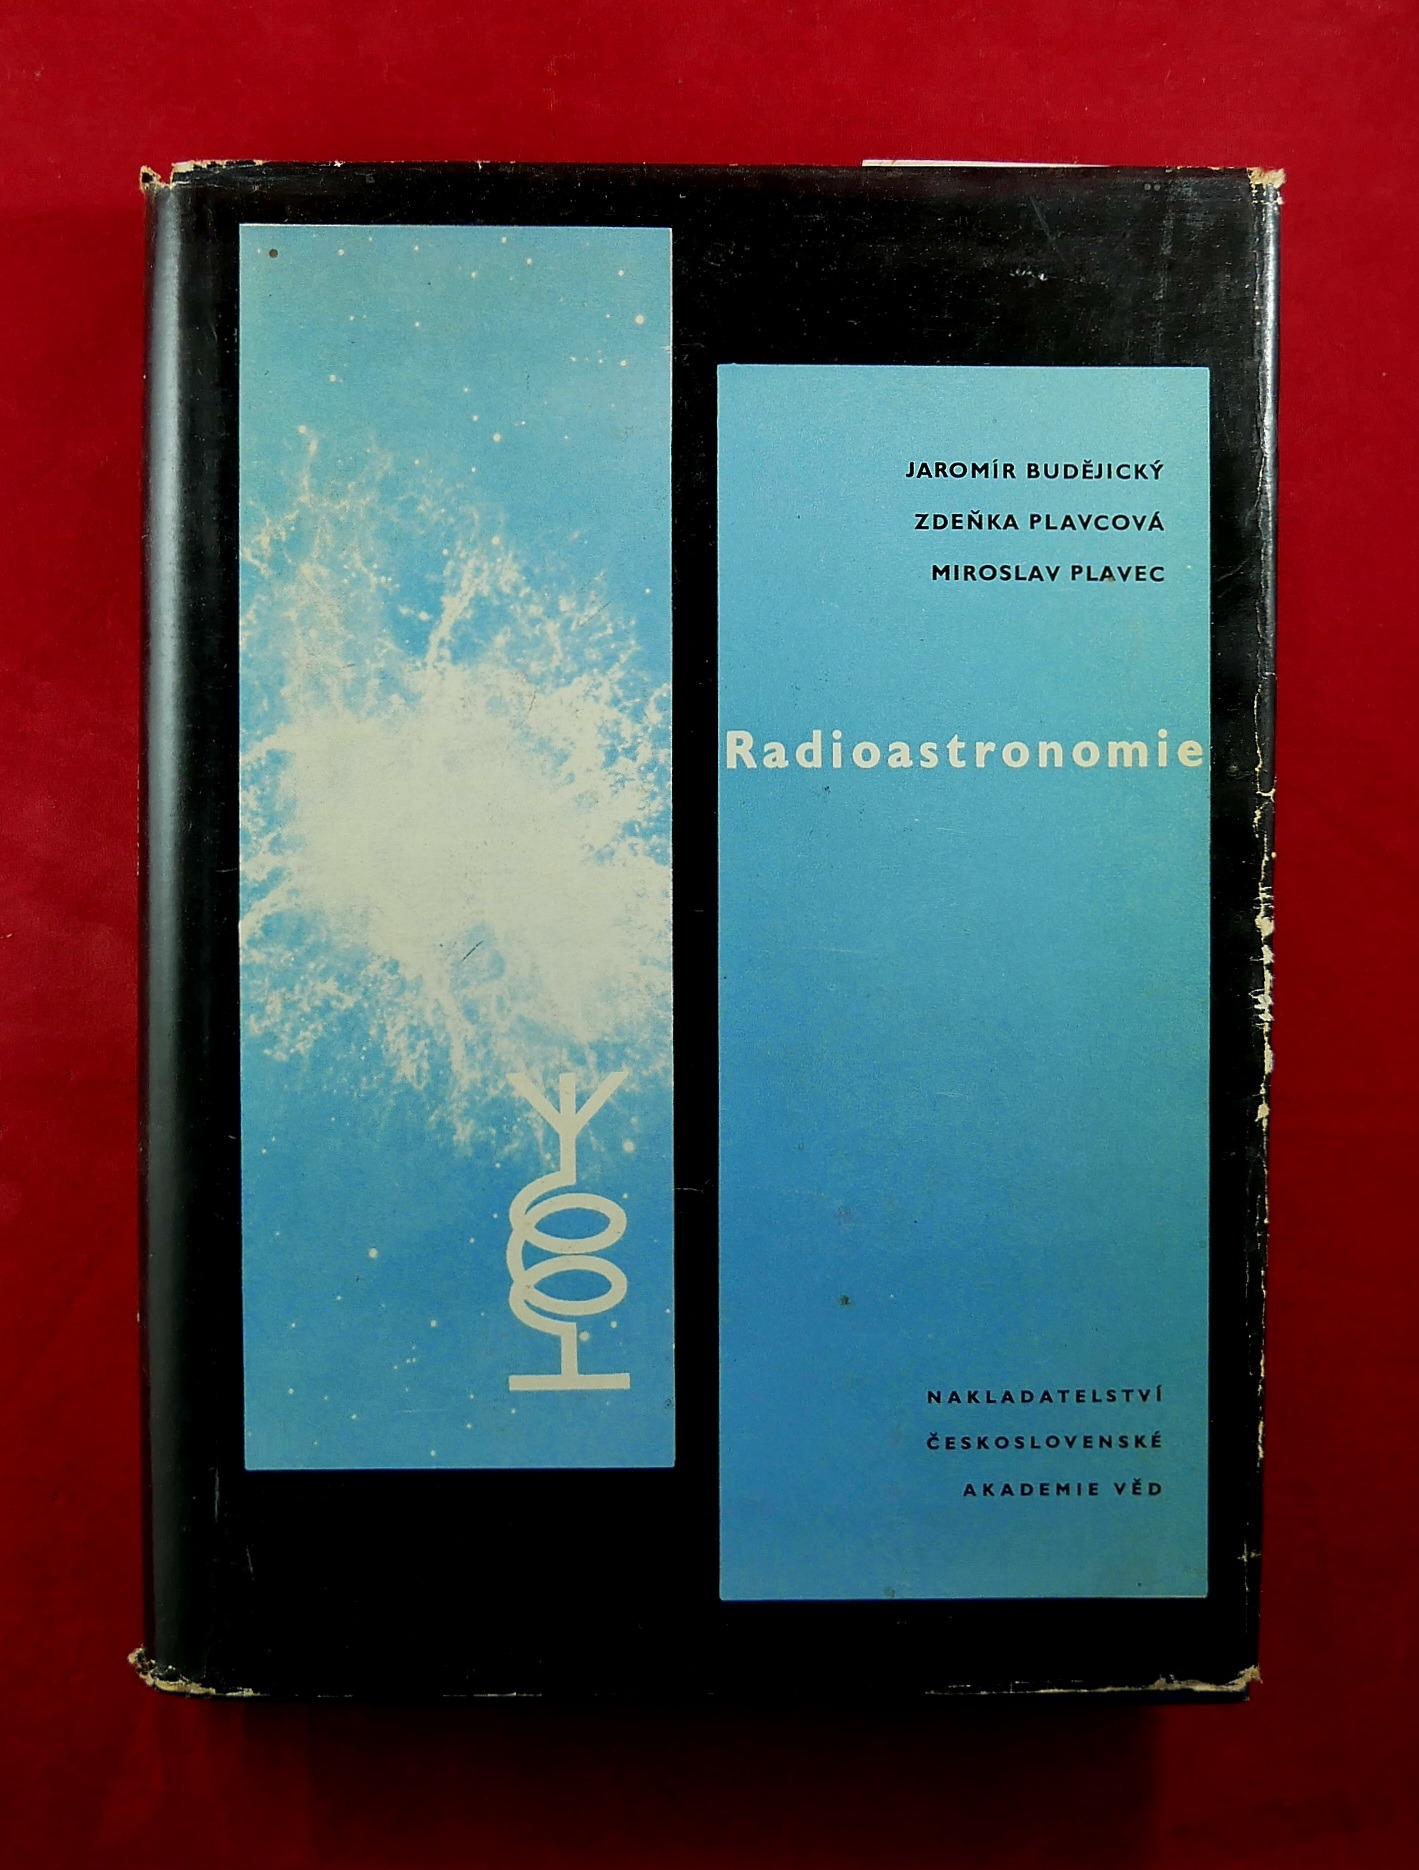 JAROMÍR BUDĚJICKÝ
ZDEŇKA PLAVCOVÁ
MIROSLAV PLAVEC
Radioastronomie
NAKLADATELSTVÍ
ČESKOSLOVENSKÉ
AKADEMIE VĚD